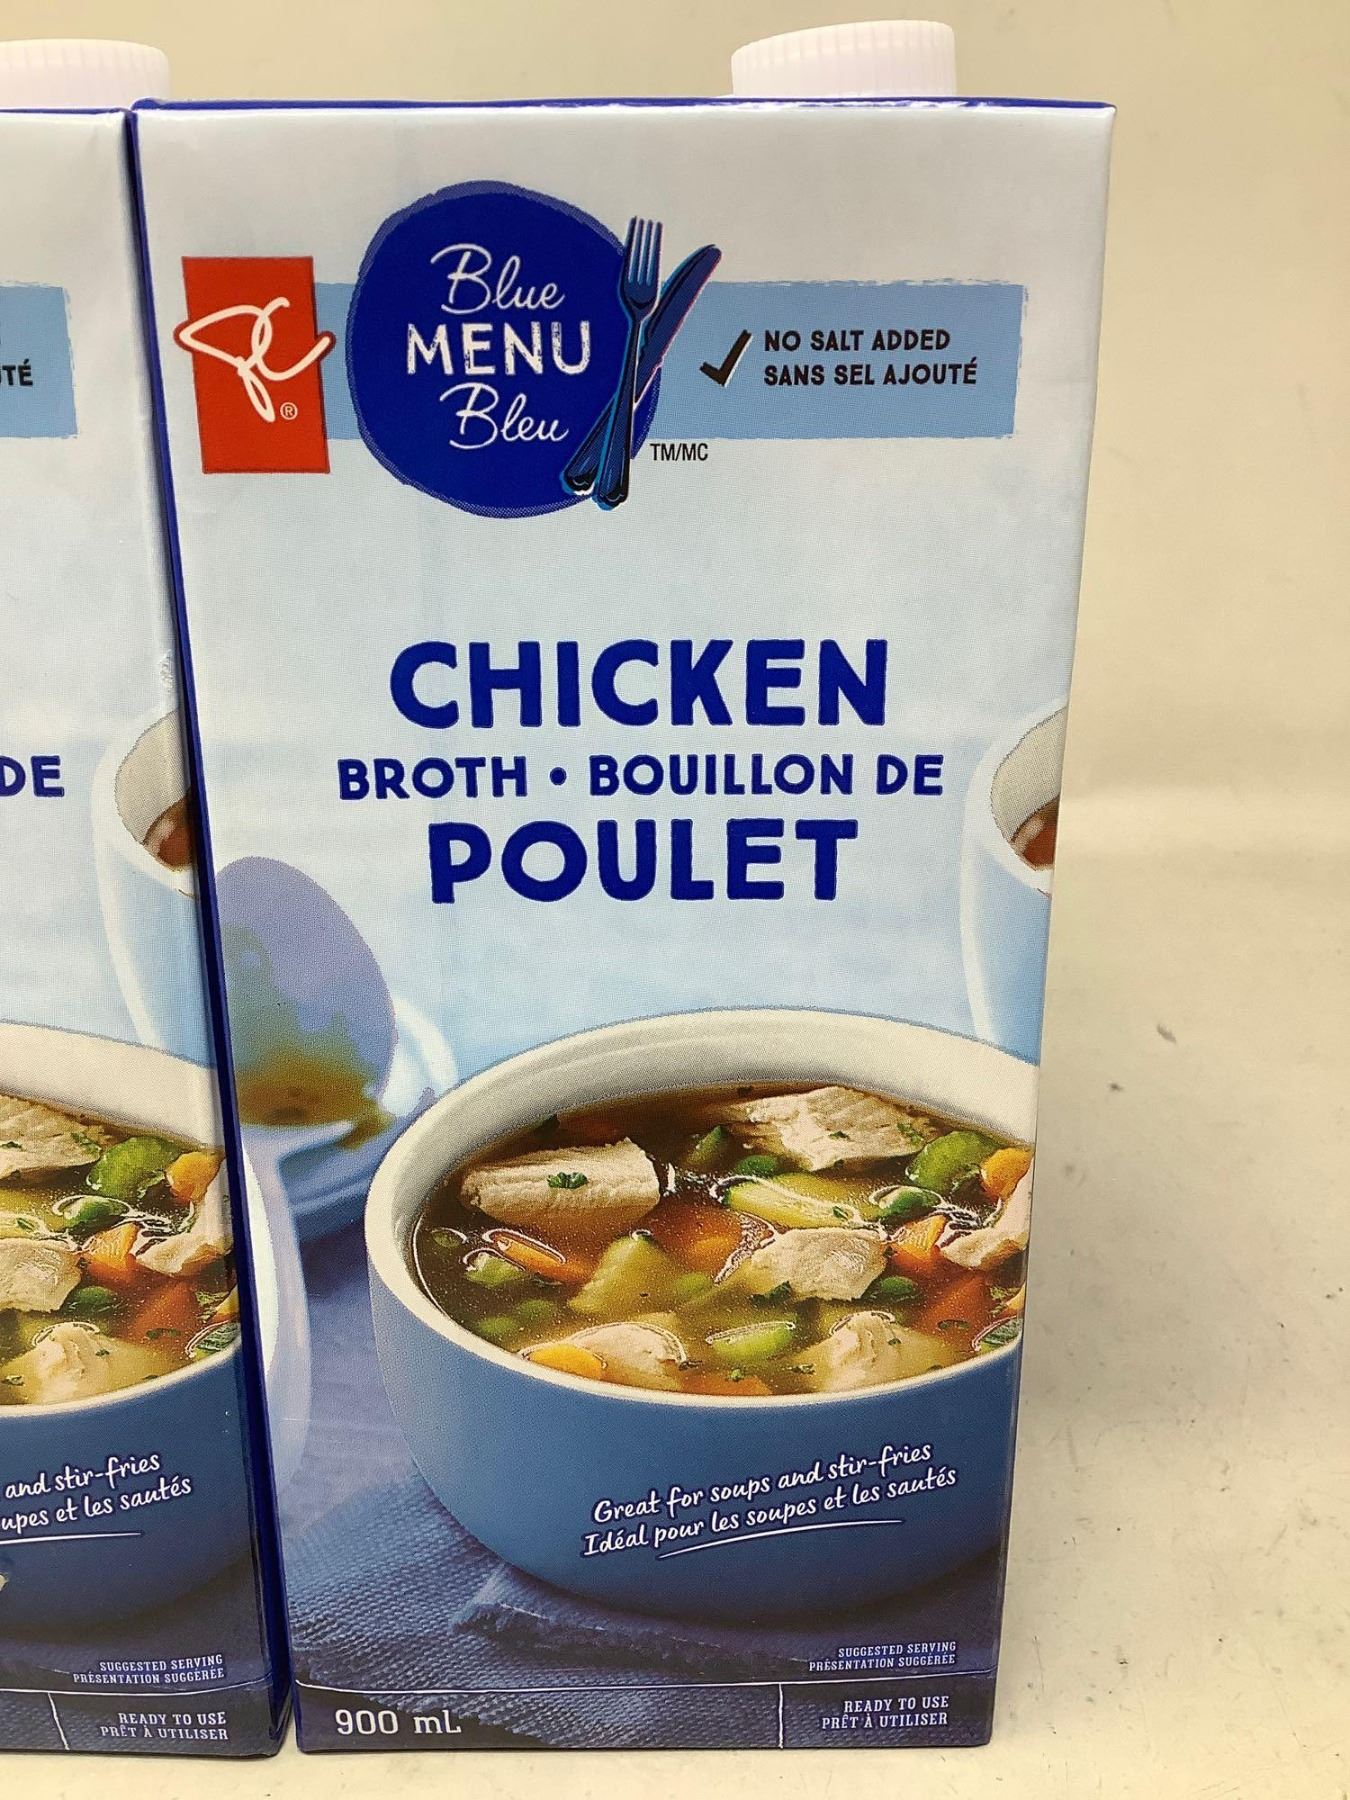 Blue
MENU
Bleu
PC®
TM/MC
NO SALT ADDED
SANS SEL AJOUTÉ
CHICKEN
BROTH • BOUILLON DE
POULET
Great for soups and stir-fries
Idéal pour les soupes et les sautés
SUGGESTED SERVING
PRÉSENTATION SUGGÉRÉE
900 mL
READY TO USE
PRÊT À UTILISER
DE
and stir-fries
et les sautés
SUGGESTED SERVING
PRÉSENTATION SUGGÉRÉE
READY TO USE
PRÊT À UTILISER